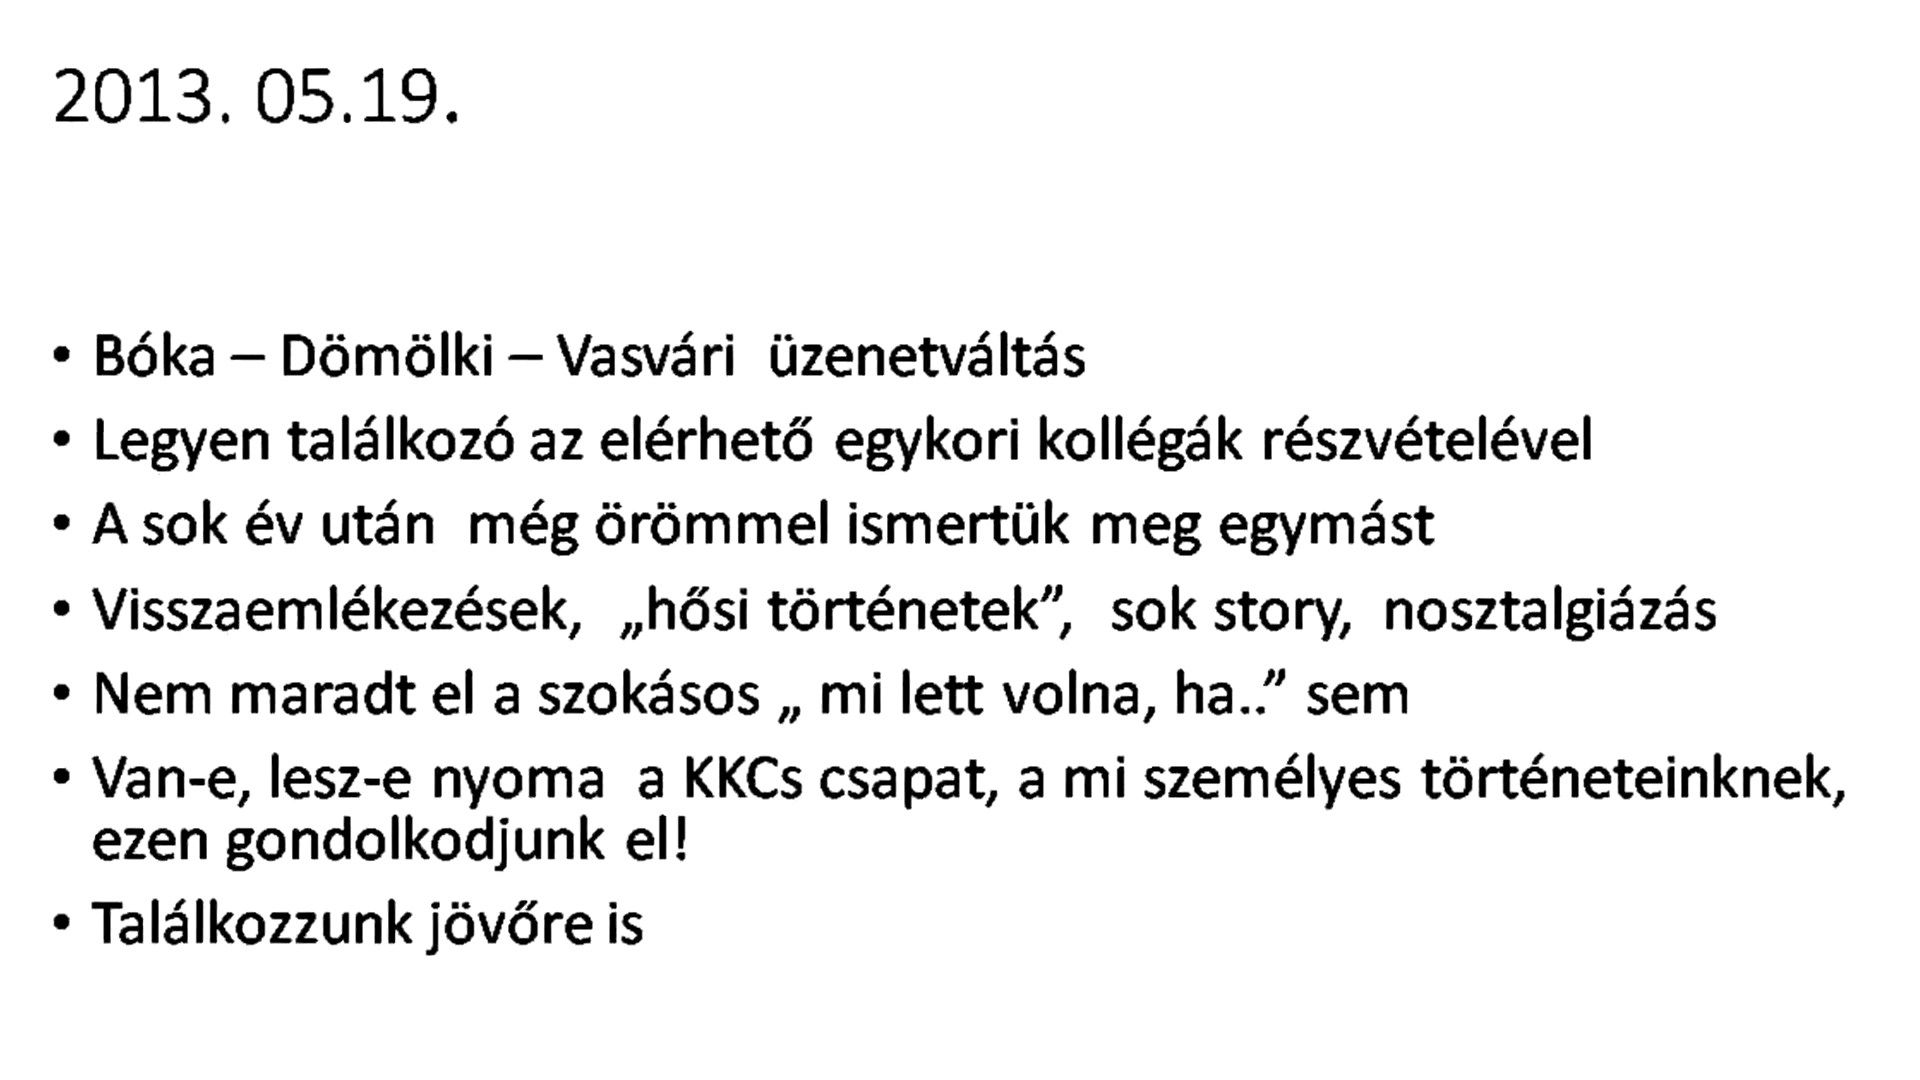 2013. 05.19.
• Bóka – Dömölki – Vasvári üzenetváltás
• Legyen találkozó az elérhető egykori kollégák részvételével
• A sok év után még örömmel ismertük meg egymást
• Visszaemlékezések, „hősi történetek”, sok story, nosztalgiázás
• Nem maradt el a szokásos „ mi lett volna, ha..” sem
• Van-e, lesz-e nyoma a KKCs csapat, a mi személyes történeteinknek,
ezen gondolkodjunk el!
• Találkozzunk jövőre is